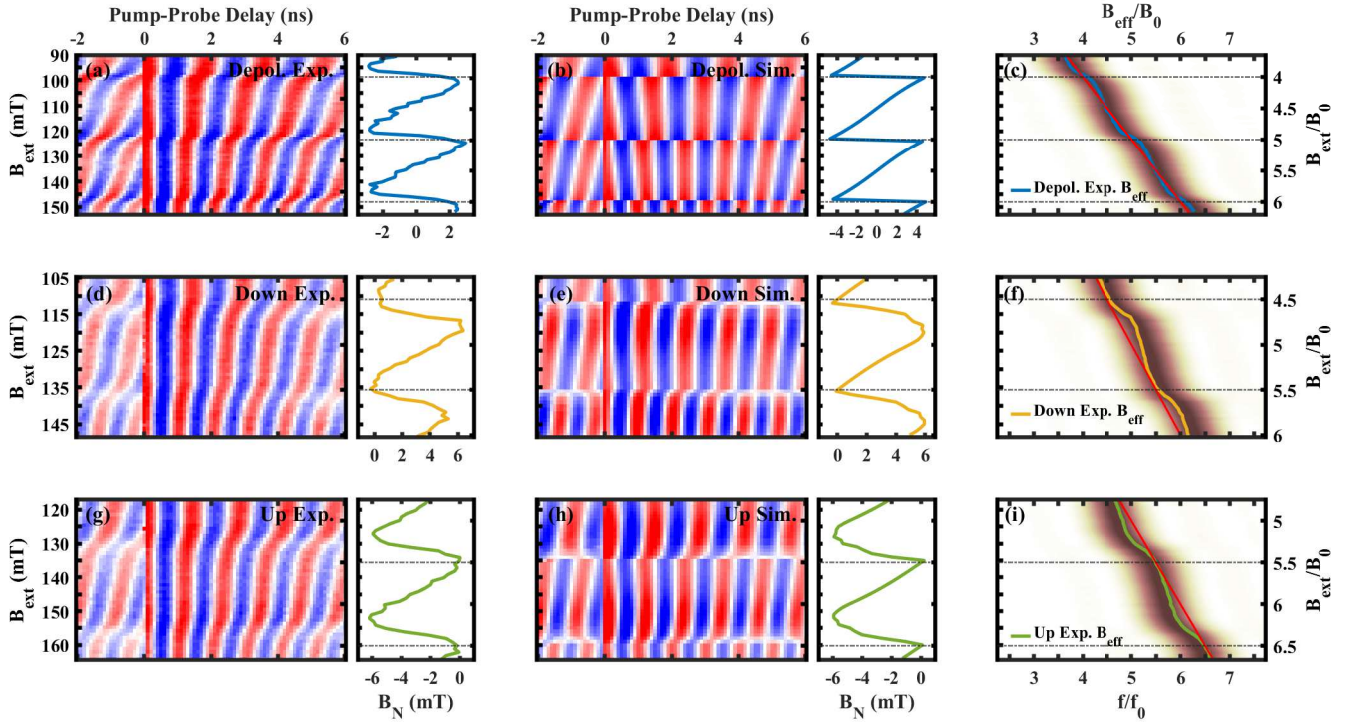 Pump-Probe Delay (ns) Pump-Probe Delay (ns) B_eff/B_0
-2 0 2 4 6 -2 0 2 4 6 3 4 5 6 7
(a) Depol. Exp. (b) Depol. Sim. (c)
B_ext (mT)
90 100 110 120 130 140 150
-2 0 2
-4 -2 0 2 4
Depol. Exp. B_eff
4 4.5 5 5.5 6
B_ext/B_0
(d) Down Exp. (e) Down Sim. (f)
B_ext (mT)
105 115 125 135 145
0 2 4 6
0 2 4 6
Down Exp. B_eff
4.5 5 5.5 6
B_ext/B_0
(g) Up Exp. (h) Up Sim. (i)
B_ext (mT)
120 130 140 150 160
-6 -4 -2 0
-6 -4 -2 0
Up Exp. B_eff
5 5.5 6 6.5
B_ext/B_0
3 4 5 6 7
B_N (mT) B_N (mT) f/f_0